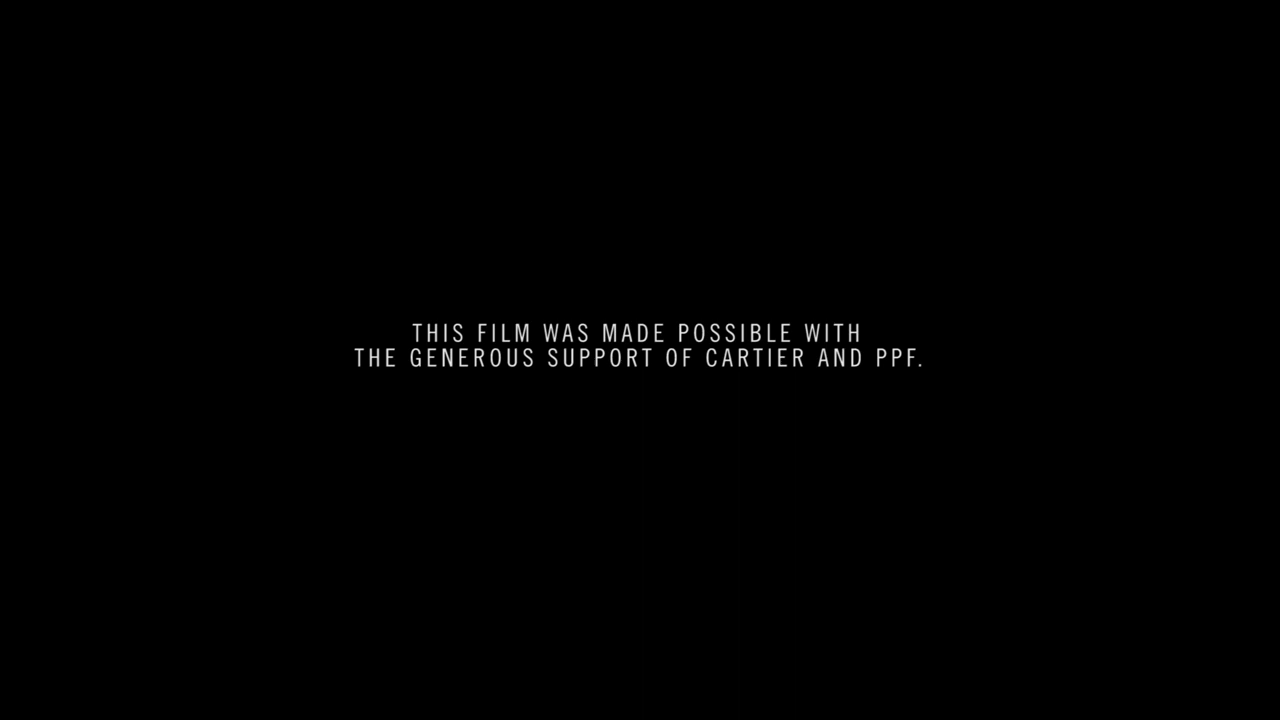 THIS FILM WAS MADE POSSIBLE WITH
THE GENEROUS SUPPORT OF CARTIER AND PPF.